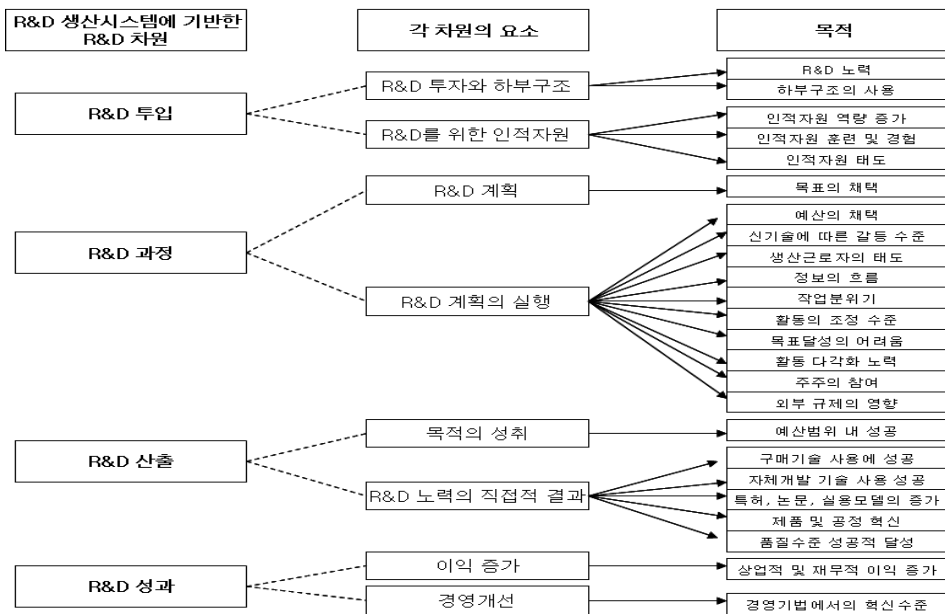 R&D 생산시스템에 기반한
R&D 차원
각 차원의 요소
목적
R&D 투입
R&D 투자와 하부구조
R&D 노력
하부구조의 사용
R&D를 위한 인적자원
인적자원 역량 증가
인적자원 훈련 및 경험
인적자원 태도
R&D 과정
R&D 계획
목표의 채택
R&D 계획의 실행
예산의 채택
신기술에 따른 갈등 수준
생산근로자의 태도
정보의 흐름
작업분위기
활동의 조정 수준
목표달성의 어려움
활동 다각화 노력
주주의 참여
외부 규제의 영향
R&D 산출
목적의 성취
예산범위 내 성공
R&D 노력의 직접적 결과
구매기술 사용에 성공
자체개발 기술 사용 성공
특허, 논문, 실용모델의 증가
제품 및 공정 혁신
품질수준 성공적 달성
R&D 성과
이익 증가
상업적 및 재무적 이익 증가
경영개선
경영기법에서의 혁신수준